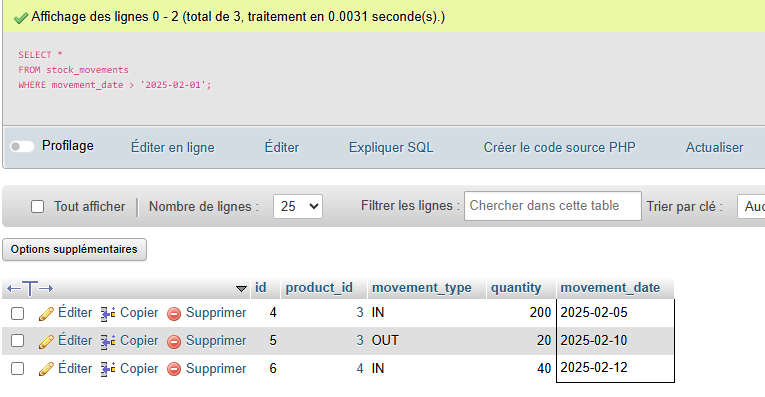 Affichage des lignes 0 - 2 (total de 3, traitement en 0.0031 seconde(s).)
SELECT *
FROM stock_movements
WHERE movement_date > '2025-02-01';
Profilage Éditer en ligne Éditer Expliquer SQL Créer le code source PHP Actualiser
Tout afficher Nombre de lignes : 25 Filtrer les lignes : Chercher dans cette table Trier par clé : Auc
Options supplémentaires
id product_id movement_type quantity movement_date
Éditer Copier Supprimer 4 3 IN 200 2025-02-05
Éditer Copier Supprimer 5 3 OUT 20 2025-02-10
Éditer Copier Supprimer 6 4 IN 40 2025-02-12